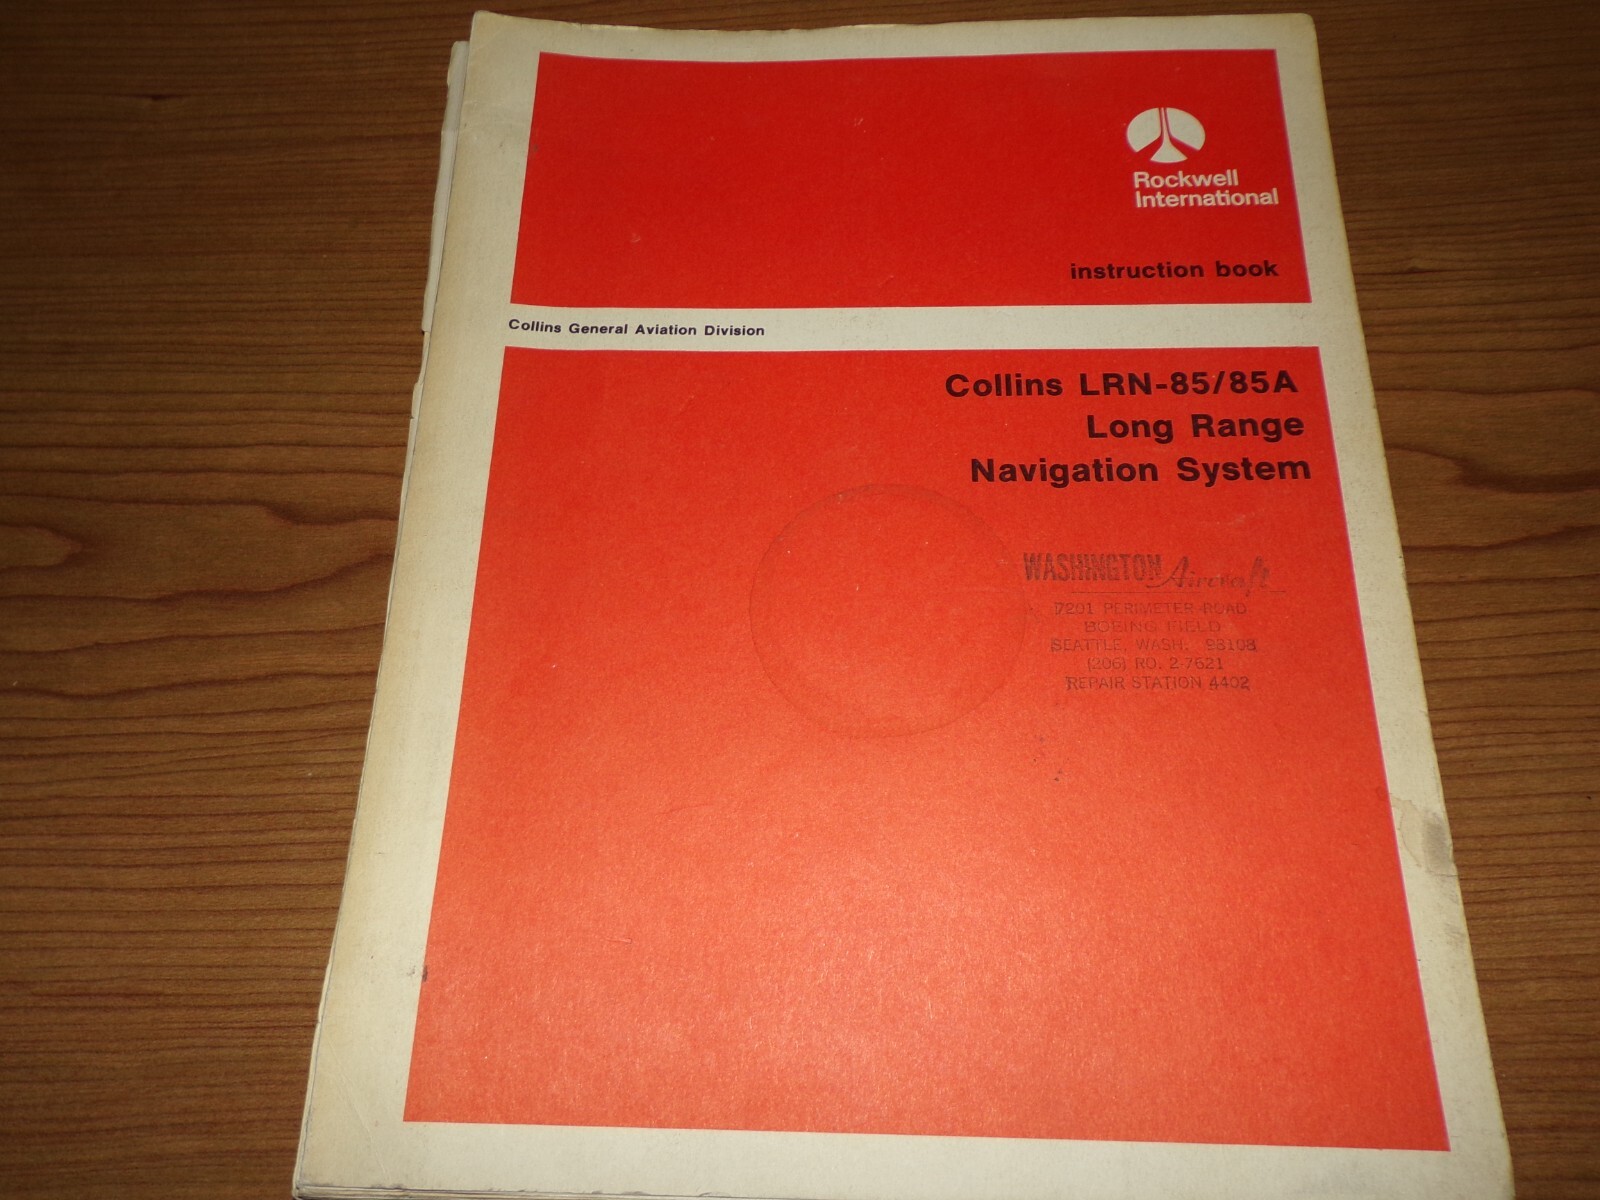 Rockwell
International
instruction book
Collins General Aviation Division
Collins LRN-85/85A
Long Range
Navigation System
WASHINGTON Aircraft
7201 PERIMETER ROAD
BOEING FIELD
SEATTLE, WASH. 98108
(206) RO. 2-7621
REPAIR STATION 4402